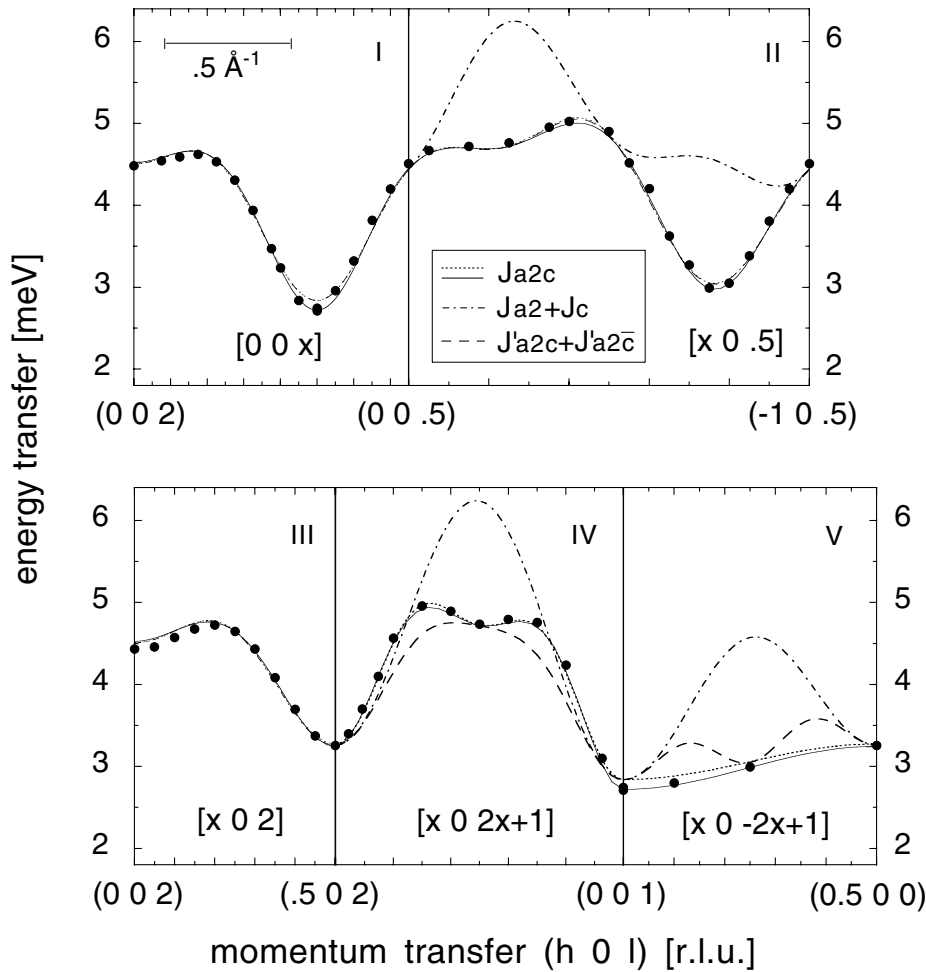 energy transfer [meV]
6
5
4
3
2
.5 Å-1
I
II
6
5
4
3
2
Ja2c
Ja2+Jc
J'a2c+J'a2c̅
[0 0 x]
[x 0 .5]
(0 0 2)
(0 0 .5)
(-1 0 .5)
6
5
4
3
2
III
IV
V
6
5
4
3
2
[x 0 2]
[x 0 2x+1]
[x 0 -2x+1]
(0 0 2)
(.5 0 2)
(0 0 1)
(0.5 0 0)
momentum transfer (h 0 l) [r.l.u.]